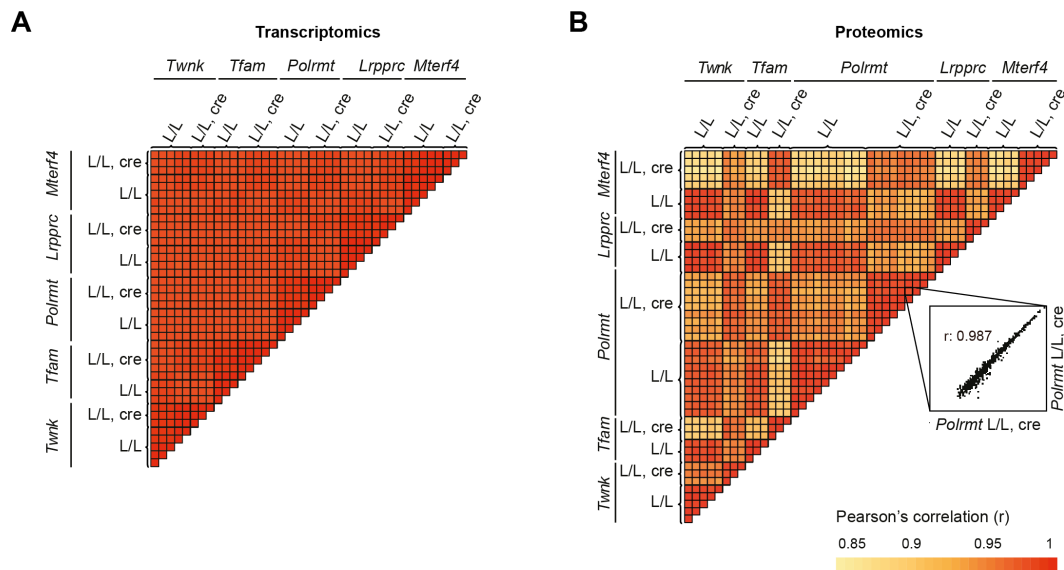 A
Transcriptomics
Twnk Tfam Polrmt Lrpprc Mterf4
L/L L/L, cre L/L L/L, cre L/L L/L, cre L/L L/L, cre L/L L/L, cre
Mterf4 L/L, cre
L/L
Lrpprc L/L, cre
L/L
Polrmt L/L, cre
L/L
Tfam L/L, cre
L/L
Twnk L/L, cre
L/L
B
Proteomics
Twnk Tfam Polrmt Lrpprc Mterf4
L/L L/L, cre L/L L/L, cre L/L L/L, cre L/L L/L, cre L/L L/L, cre
Mterf4 L/L, cre
L/L
Lrpprc L/L, cre
L/L
Polrmt L/L, cre
L/L
Tfam L/L, cre
L/L
Twnk L/L, cre
L/L
r: 0.987
Polrmt L/L, cre
Polrmt L/L, cre
Pearson's correlation (r)
0.85 0.9 0.95 1